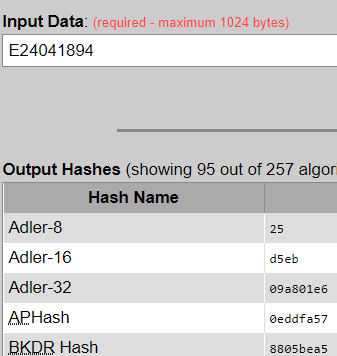 Input Data: (required - maximum 1024 bytes)
E24041894
Output Hashes (showing 95 out of 257 algori
Hash Name
Adler-8 25
Adler-16 d5eb
Adler-32 09a801e6
APHash 0eddfa57
BKDR Hash 8805bea5